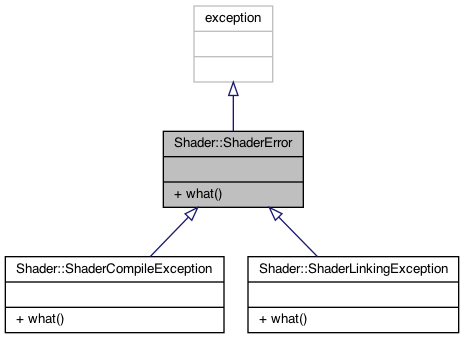 exception
Shader::ShaderError
+ what()
Shader::ShaderCompileException
+ what()
Shader::ShaderLinkingException
+ what()